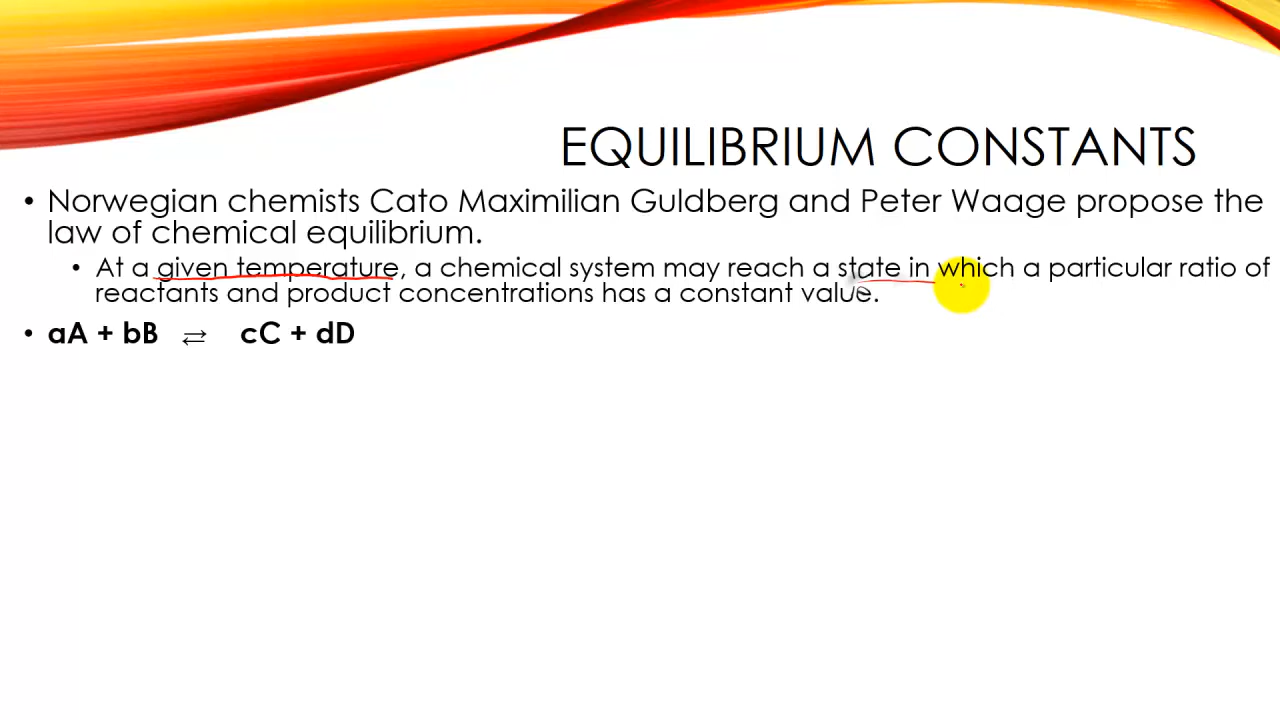 EQUILIBRIUM CONSTANTS
• Norwegian chemists Cato Maximilian Guldberg and Peter Waage propose the
law of chemical equilibrium.
• At a given temperature, a chemical system may reach a state in which a particular ratio of
reactants and product concentrations has a constant value.
• aA + bB ⇄ cC + dD